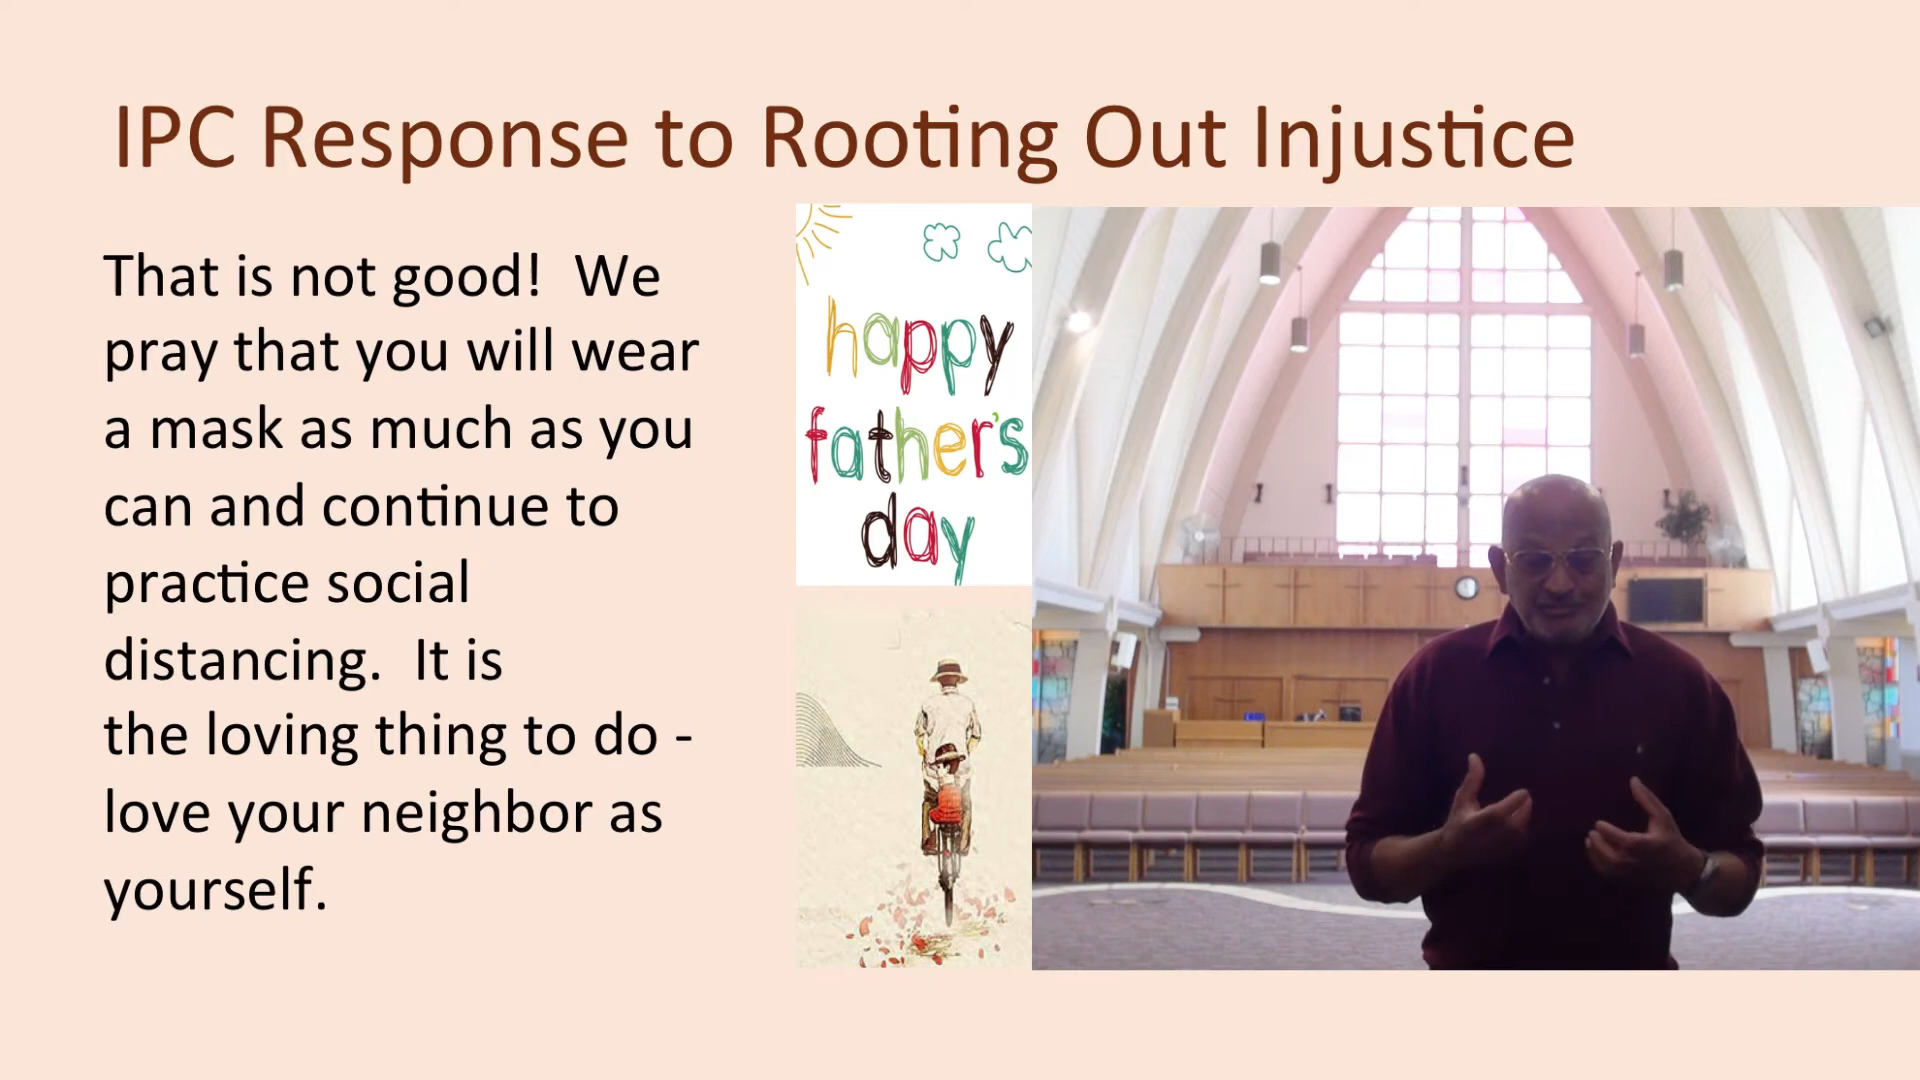 IPC Response to Rooting Out Injustice
That is not good!  We
pray that you will wear
a mask as much as you
can and continue to
practice social
distancing.  It is
the loving thing to do -
love your neighbor as
yourself.
happy
father's
day